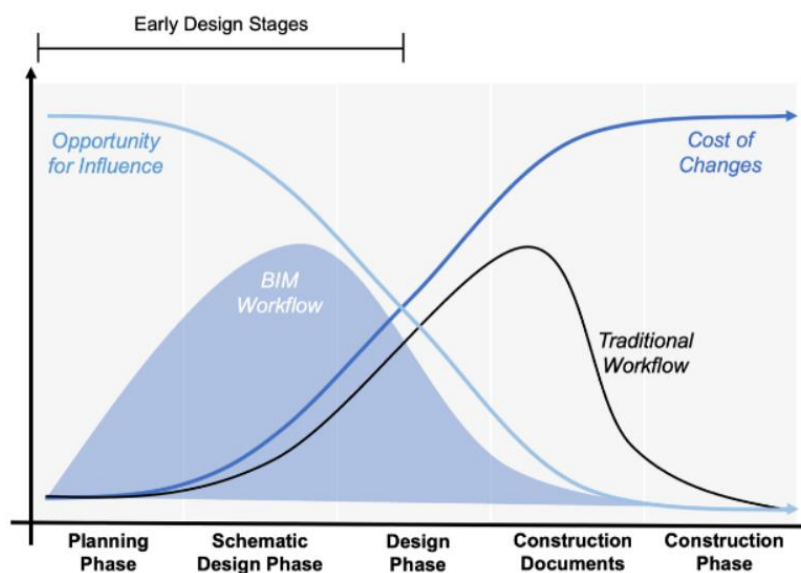 Early Design Stages
Opportunity
for Influence
Cost of
Changes
BIM
Workflow
Traditional
Workflow
Planning
Phase
Schematic
Design Phase
Design
Phase
Construction
Documents
Construction
Phase